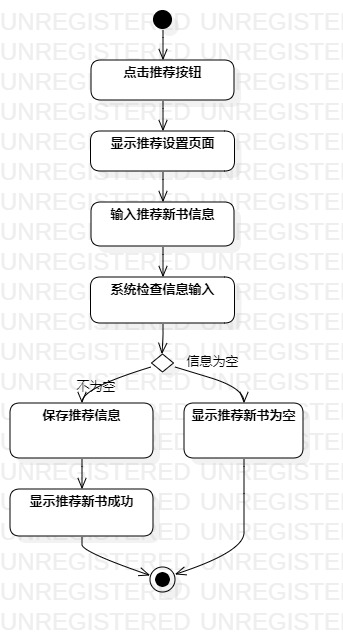 点击推荐按钮
显示推荐设置页面
输入推荐新书信息
系统检查信息输入
信息为空
不为空
保存推荐信息
显示推荐新书为空
显示推荐新书成功
UNREGISTERED